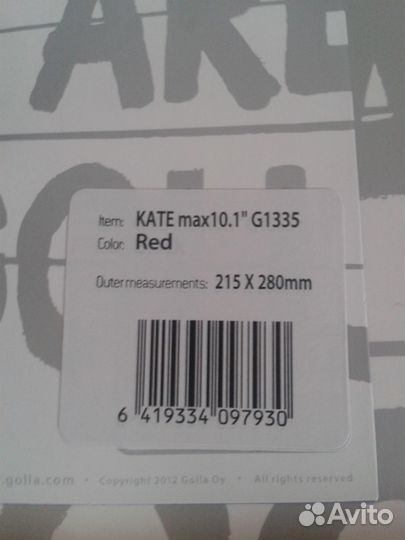 ARE
Item: KATE max10.1" G1335
Color: Red
Outer measurements: 215 X 280mm
6 419334 097930
.golla.com • Copyright 2012 Golla Oy • All rights reserved
Avito